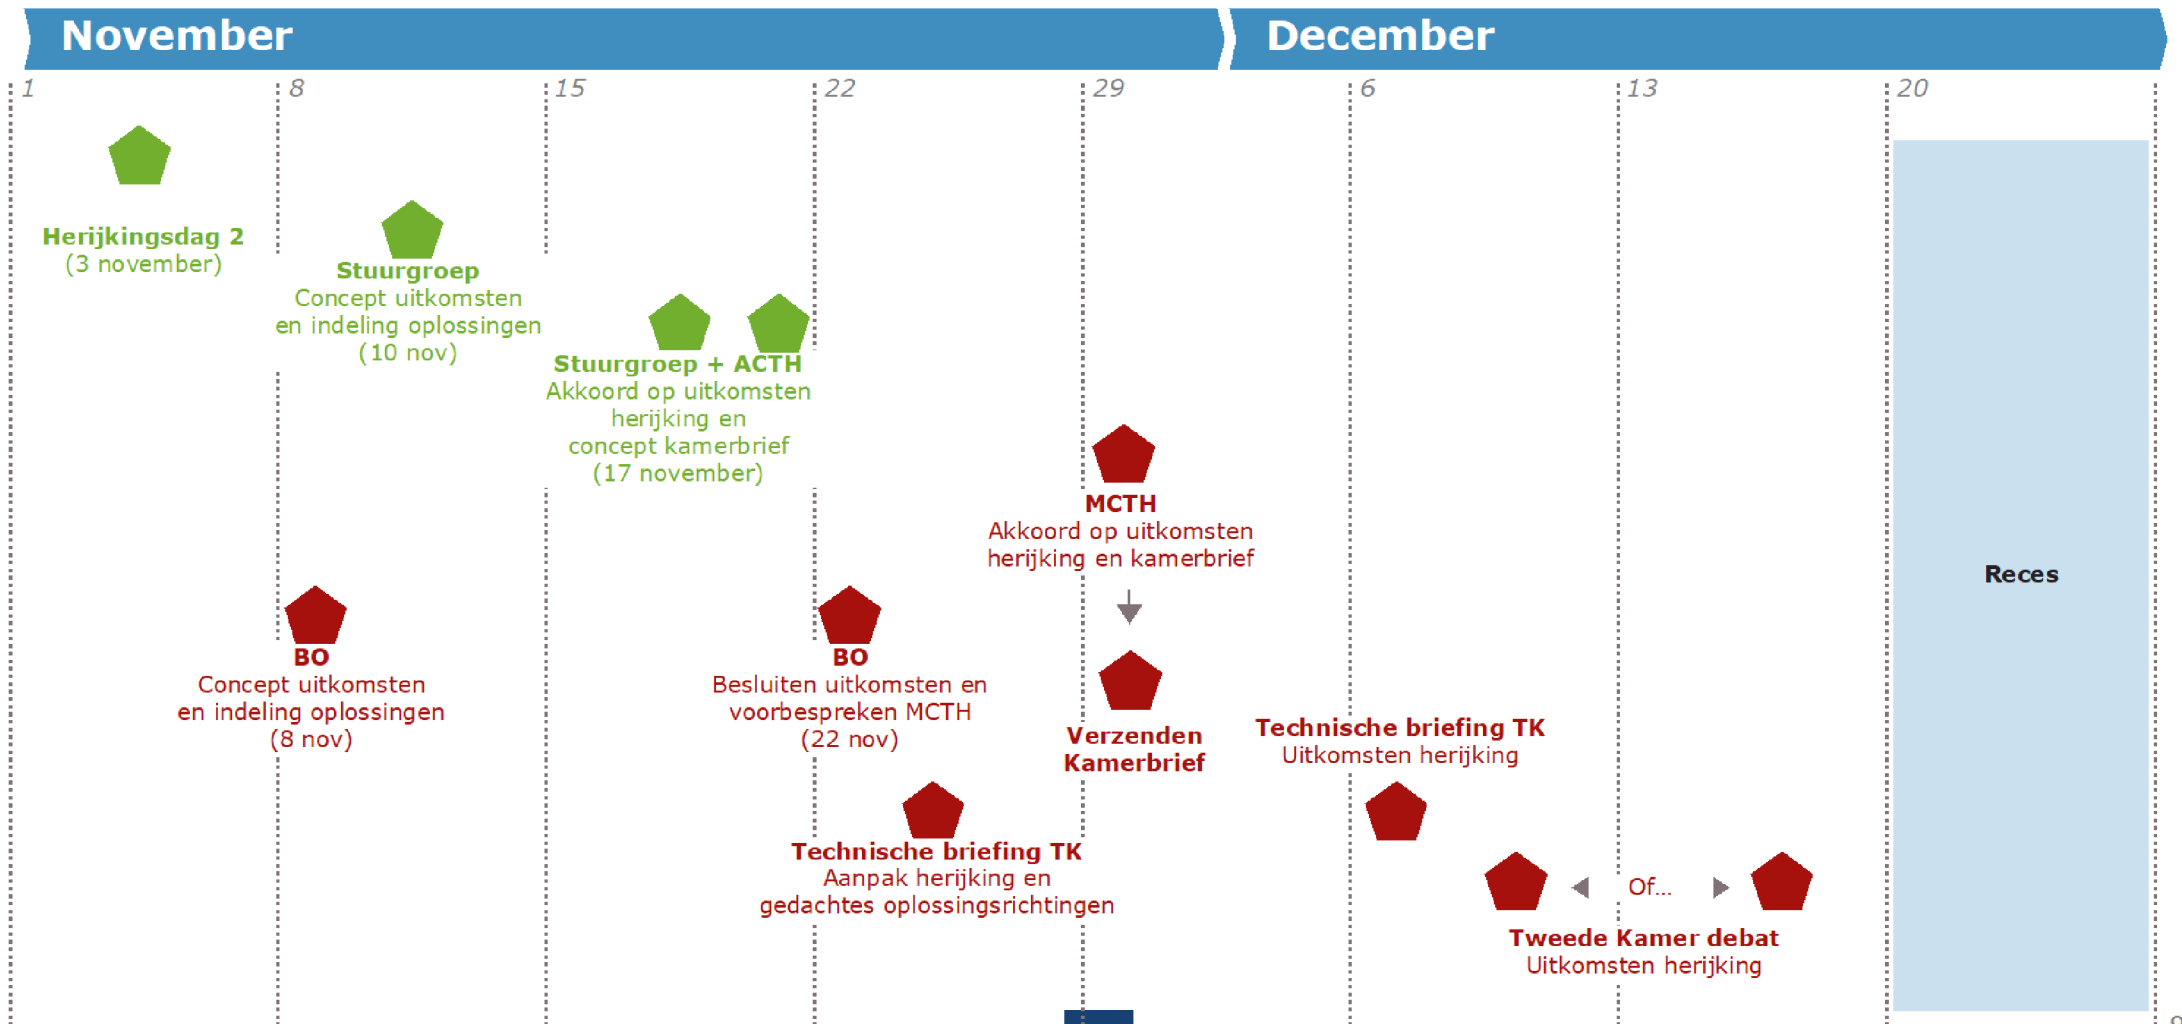 November
December
1
8
15
22
29
6
13
20
Herijkingsdag 2
(3 november)
Stuurgroep
Concept uitkomsten
en indeling oplossingen
(10 nov)
Stuurgroep + ACTH
Akkoord op uitkomsten
herijking en
concept kamerbrief
(17 november)
MCTH
Akkoord op uitkomsten
herijking en kamerbrief
Reces
BO
Concept uitkomsten
en indeling oplossingen
(8 nov)
BO
Besluiten uitkomsten en
voorbespreken MCTH
(22 nov)
Verzenden
Kamerbrief
Technische briefing TK
Uitkomsten herijking
Technische briefing TK
Aanpak herijking en
gedachtes oplossingsrichtingen
Of...
Tweede Kamer debat
Uitkomsten herijking